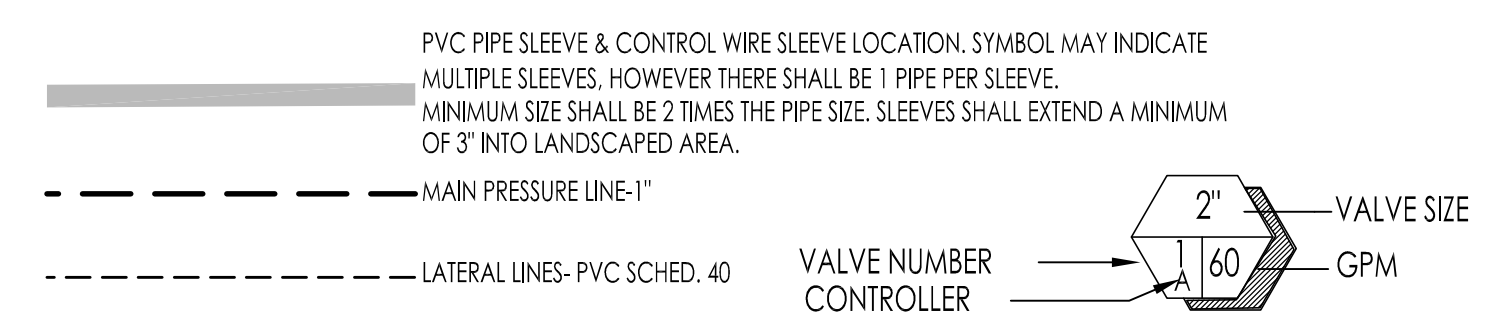 PVC PIPE SLEEVE & CONTROL WIRE SLEEVE LOCATION. SYMBOL MAY INDICATE
MULTIPLE SLEEVES, HOWEVER THERE SHALL BE 1 PIPE PER SLEEVE.
MINIMUM SIZE SHALL BE 2 TIMES THE PIPE SIZE. SLEEVES SHALL EXTEND A MINIMUM
OF 3" INTO LANDSCAPED AREA.
MAIN PRESSURE LINE-1"
LATERAL LINES- PVC SCHED. 40
2"
VALVE SIZE
VALVE NUMBER
1
60
GPM
CONTROLLER
A